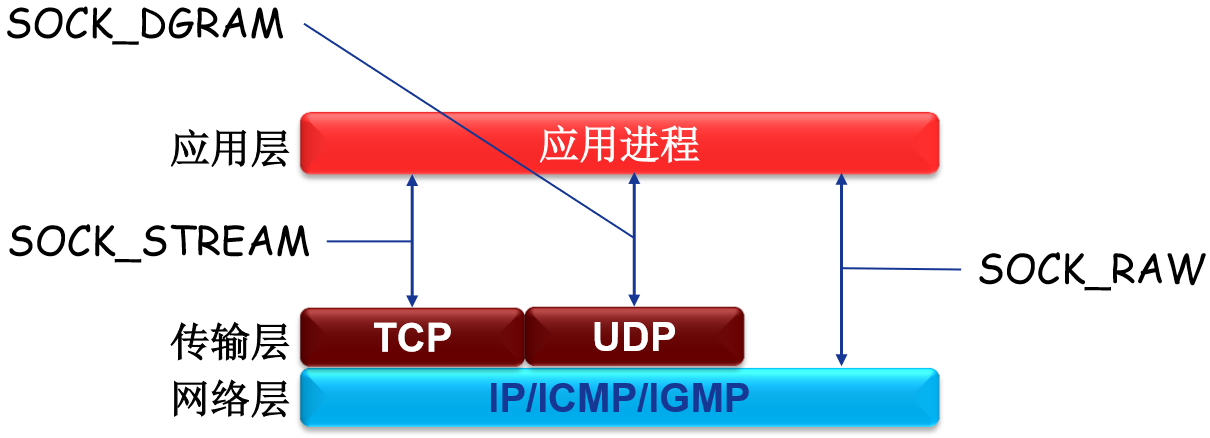 SOCK_DGRAM
应用层
应用进程
SOCK_STREAM
SOCK_RAW
传输层
TCP
UDP
网络层
IP/ICMP/IGMP